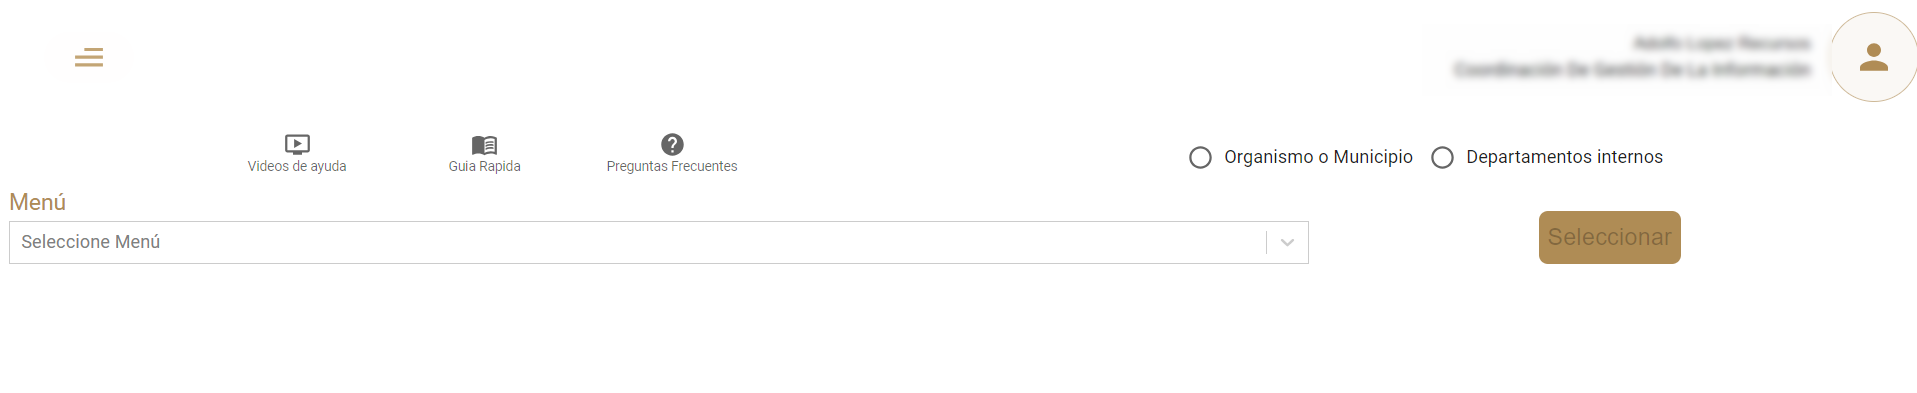 Videos de ayuda
Guia Rapida
Preguntas Frecuentes
Organismo o Municipio
Departamentos internos
Menú
Seleccione Menú
Seleccionar